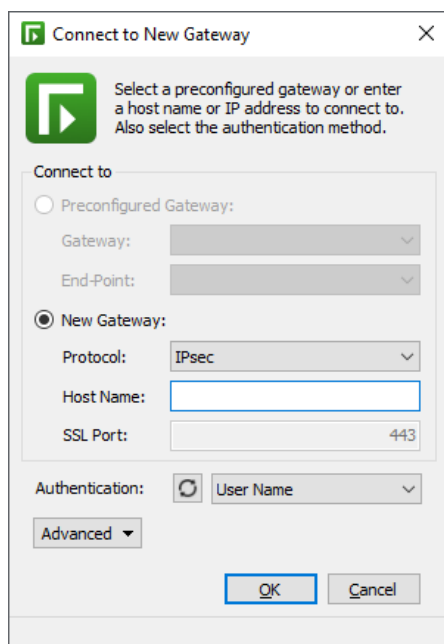 Connect to New Gateway
Select a preconfigured gateway or enter
a host name or IP address to connect to.
Also select the authentication method.
Connect to
Preconfigured Gateway:
Gateway:
End-Point:
New Gateway:
Protocol: IPsec
Host Name:
SSL Port: 443
Authentication: User Name
Advanced
OK Cancel